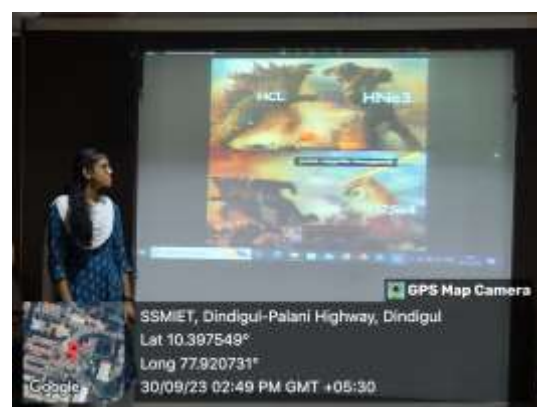 HCL
HNo3
GPS Map Camera
SSMIET, Dindigul-Palani Highway, Dindigul
Lat 10.397549°
Long 77.920731°
30/09/23 02:49 PM GMT +05:30
Google